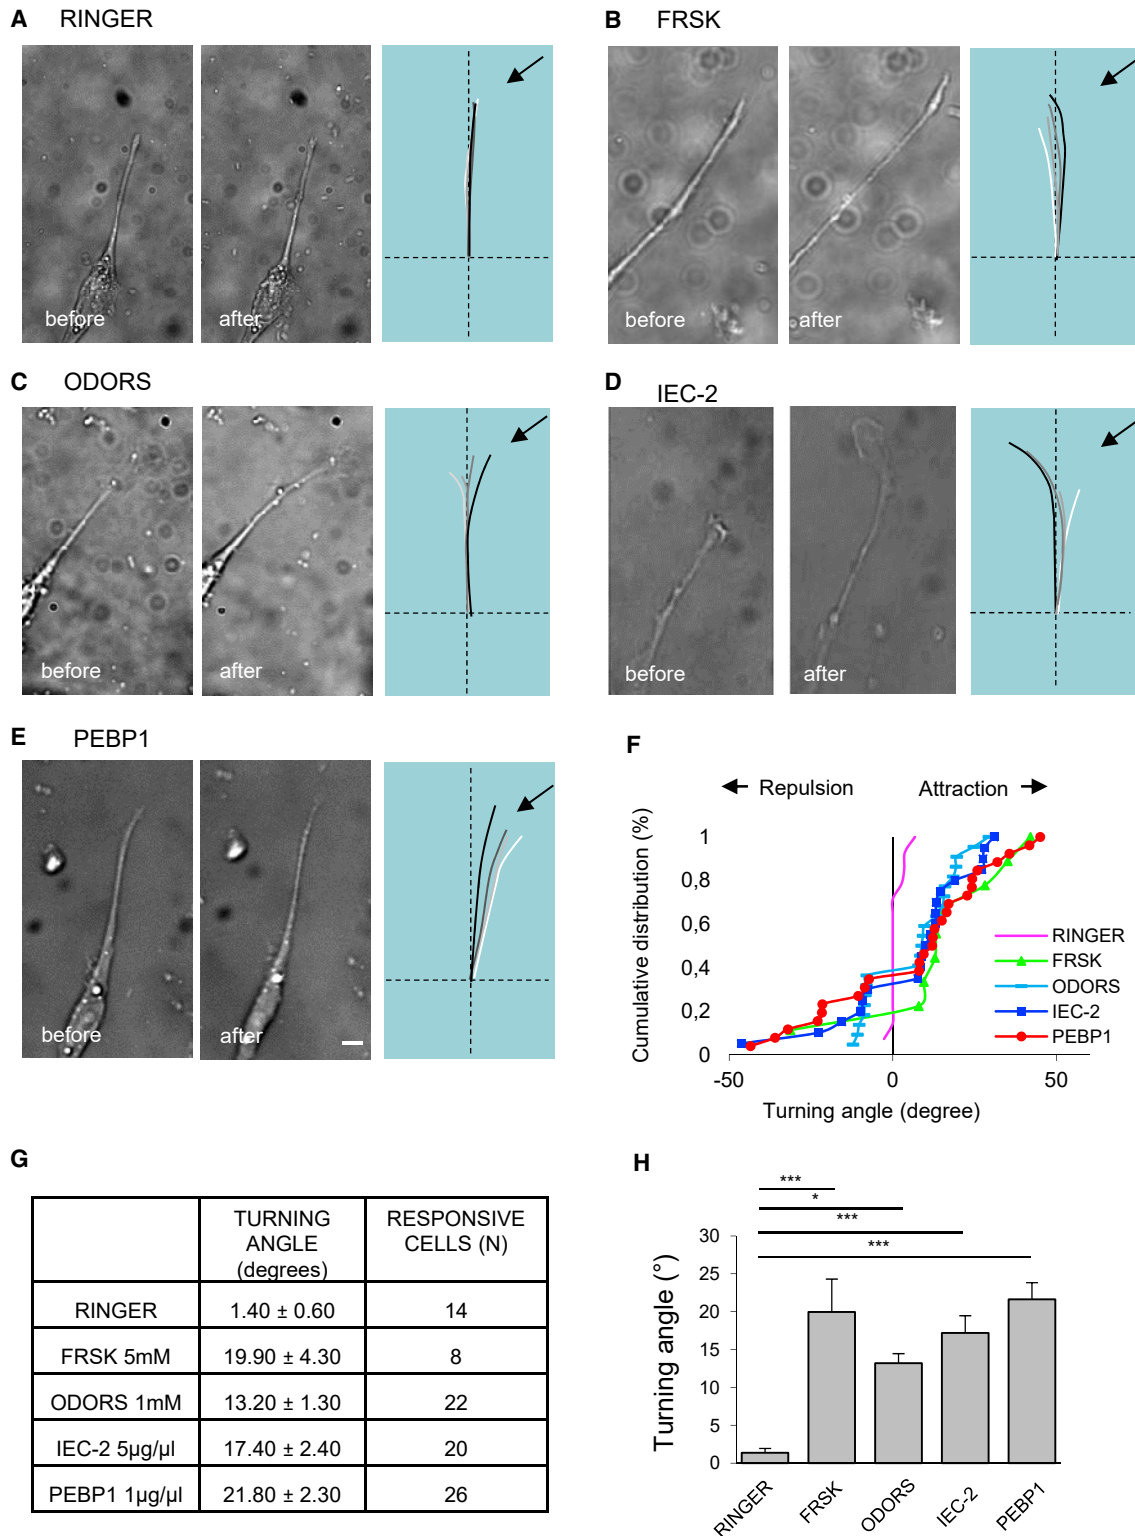 A RINGER
before
after
B FRSK
before
after
C ODORS
before
after
D IEC-2
before
after
E PEBP1
before
after
F
Repulsion Attraction
Cumulative distribution (%)
1
0.8
0.6
0.4
0.2
0
-50 0 50
Turning angle (degree)
RINGER
FRSK
ODORS
IEC-2
PEBP1
G
TURNING ANGLE (degrees) RESPONSIVE CELLS (N)
RINGER 1.40 ± 0.60 14
FRSK 5mM 19.90 ± 4.30 8
ODORS 1mM 13.20 ± 1.30 22
IEC-2 5µg/µl 17.40 ± 2.40 20
PEBP1 1µg/µl 21.80 ± 2.30 26
H
***
*
***
***
Turning angle (°)
30
25
20
15
10
5
0
RINGER FRSK ODORS IEC-2 PEBP1